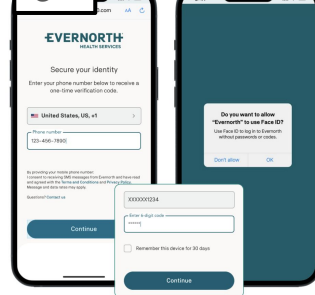 5.com AA
EVERNORTH
HEALTH SERVICES
Secure your identity
Enter your phone number below to receive a
one-time verification code.
United States, US, +1
Phone number
123-456-7890
By providing your mobile phone number:
I consent to receiving SMS messages from Evernorth and have read
and agreed with the Terms and Conditions and Privacy Policy.
Message and data rates may apply.
Questions? Contact us
Continue
Do you want to allow
"Evernorth" to use Face ID?
Use Face ID to log in to Evernorth
without passwords or codes.
Don't allow OK
XXXXXX1234
Enter 6-digit code
******
Remember this device for 30 days
Continue